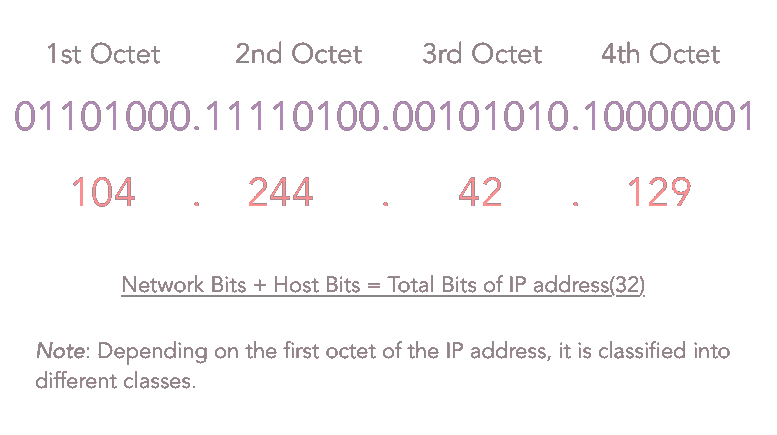 1st Octet 2nd Octet 3rd Octet 4th Octet
01101000.11110100.00101010.10000001
104 . 244 . 42 . 129
Network Bits + Host Bits = Total Bits of IP address(32)
Note: Depending on the first octet of the IP address, it is classified into
different classes.